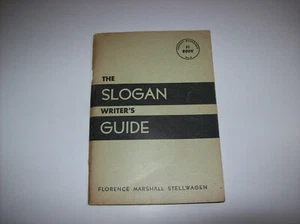 THE
SLOGAN
WRITER'S
GUIDE
FLORENCE MARSHALL STELLWAGEN